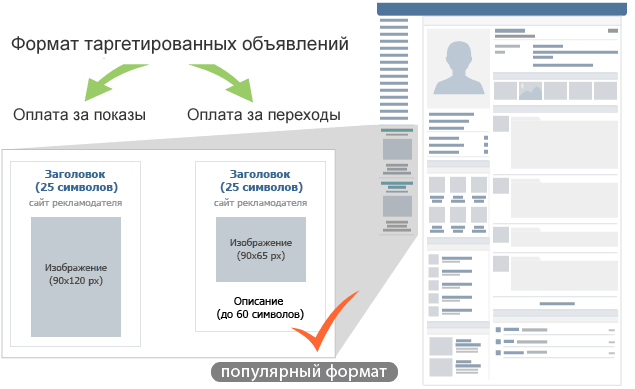 Формат таргетированных объявлений
Оплата за показы
Оплата за переходы
Заголовок
(25 символов)
сайт рекламодателя
Изображение
(90x120 px)
Заголовок
(25 символов)
сайт рекламодателя
Изображение
(90x65 px)
Описание
(до 60 символов)
популярный формат